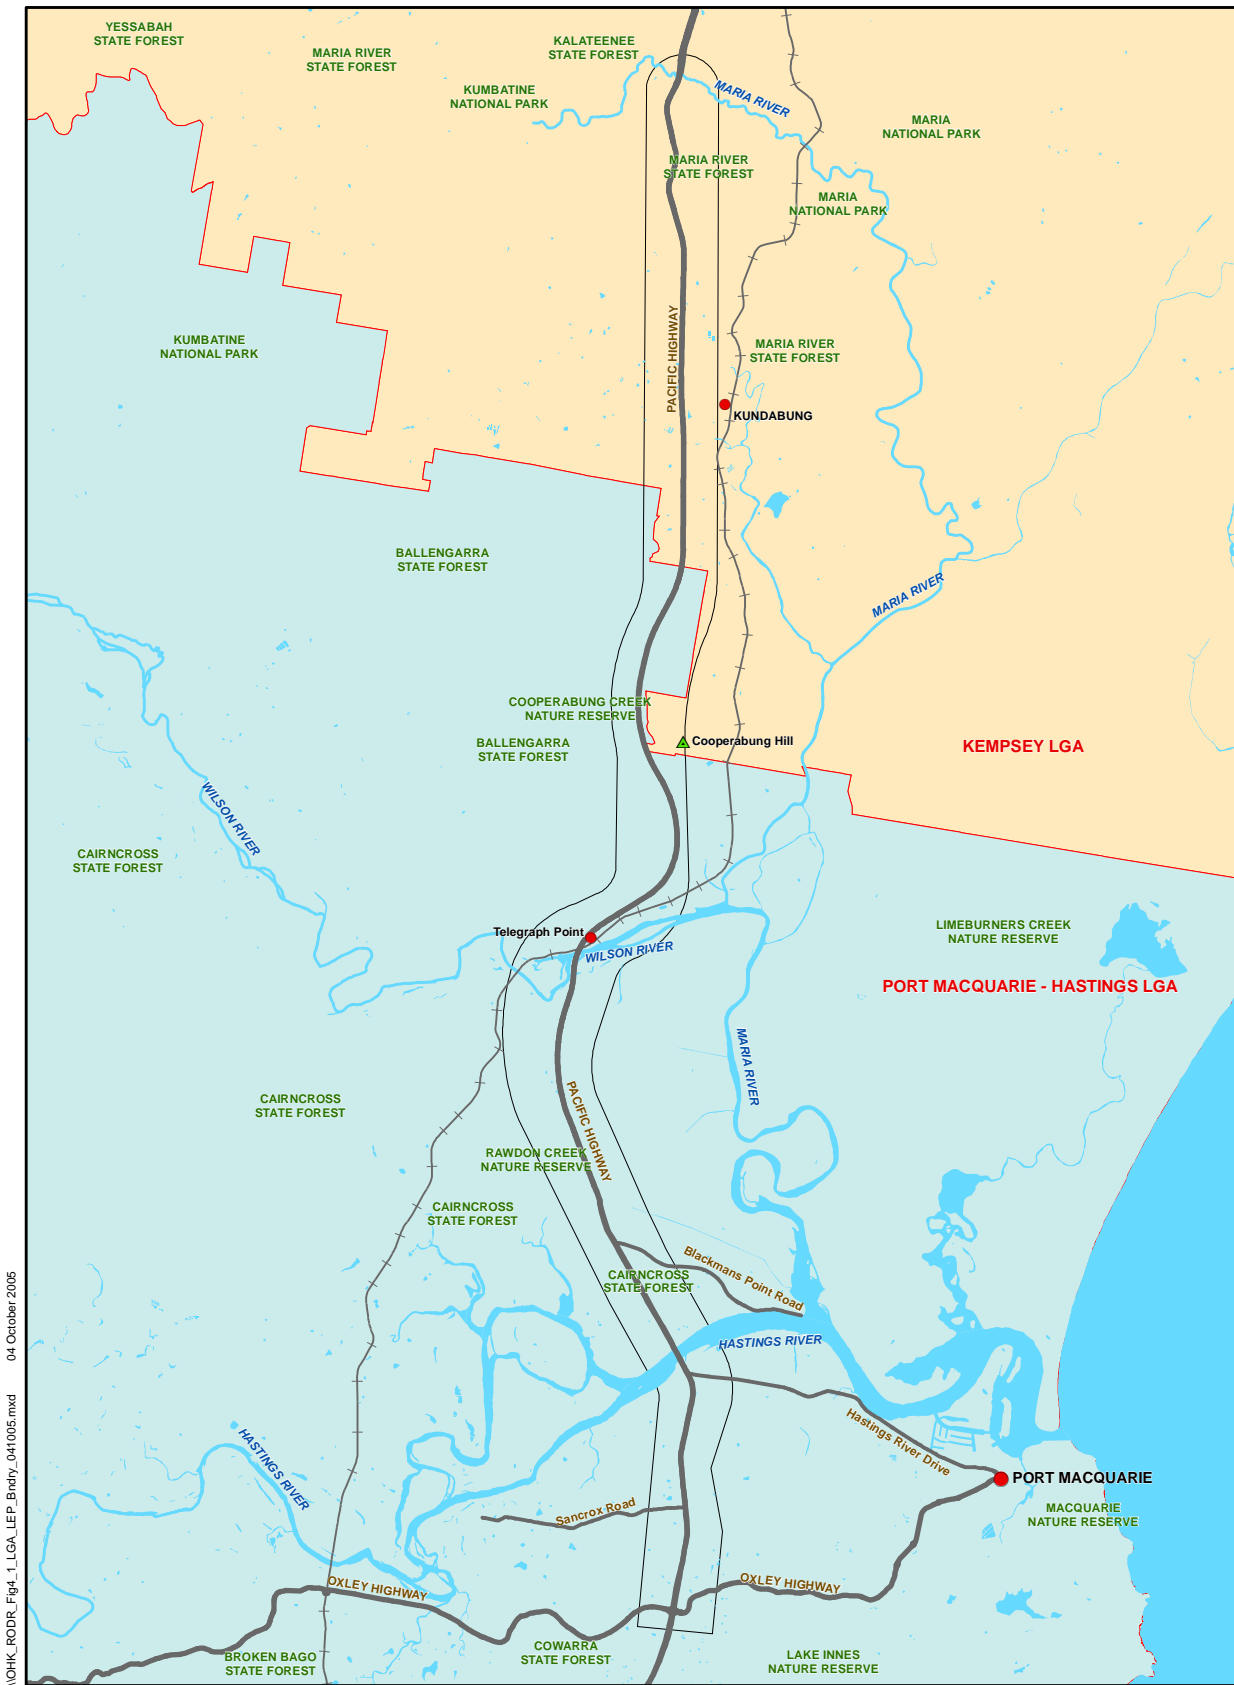 YESSABAH
STATE FOREST
MARIA RIVER
STATE FOREST
KALATEENEE
STATE FOREST
KUMBATINE
NATIONAL PARK
MARIA RIVER
MARIA
NATIONAL PARK
MARIA RIVER
STATE FOREST
MARIA
NATIONAL PARK
KUMBATINE
NATIONAL PARK
PACIFIC HIGHWAY
MARIA RIVER
STATE FOREST
KUNDABUNG
BALLENGARRA
STATE FOREST
MARIA RIVER
COOPERABUNG CREEK
NATURE RESERVE
BALLENGARRA
STATE FOREST
Cooperabung Hill
KEMPSEY LGA
WILSON RIVER
CAIRNCROSS
STATE FOREST
Telegraph Point
WILSON RIVER
LIMEBURNERS CREEK
NATURE RESERVE
PORT MACQUARIE - HASTINGS LGA
MARIA RIVER
CAIRNCROSS
STATE FOREST
PACIFIC HIGHWAY
RAWDON CREEK
NATURE RESERVE
CAIRNCROSS
STATE FOREST
CAIRNCROSS
STATE FOREST
Blackmans Point Road
HASTINGS RIVER
Hastings River Drive
HASTINGS RIVER
PORT MACQUARIE
MACQUARIE
NATURE RESERVE
Sancrox Road
OXLEY HIGHWAY
OXLEY HIGHWAY
BROKEN BAGO
STATE FOREST
COWARRA
STATE FOREST
LAKE INNES
NATURE RESERVE
\\OHK_RODR_Fig4_1_LGA_LEP_Bndry_041005.mxd 04 October 2005